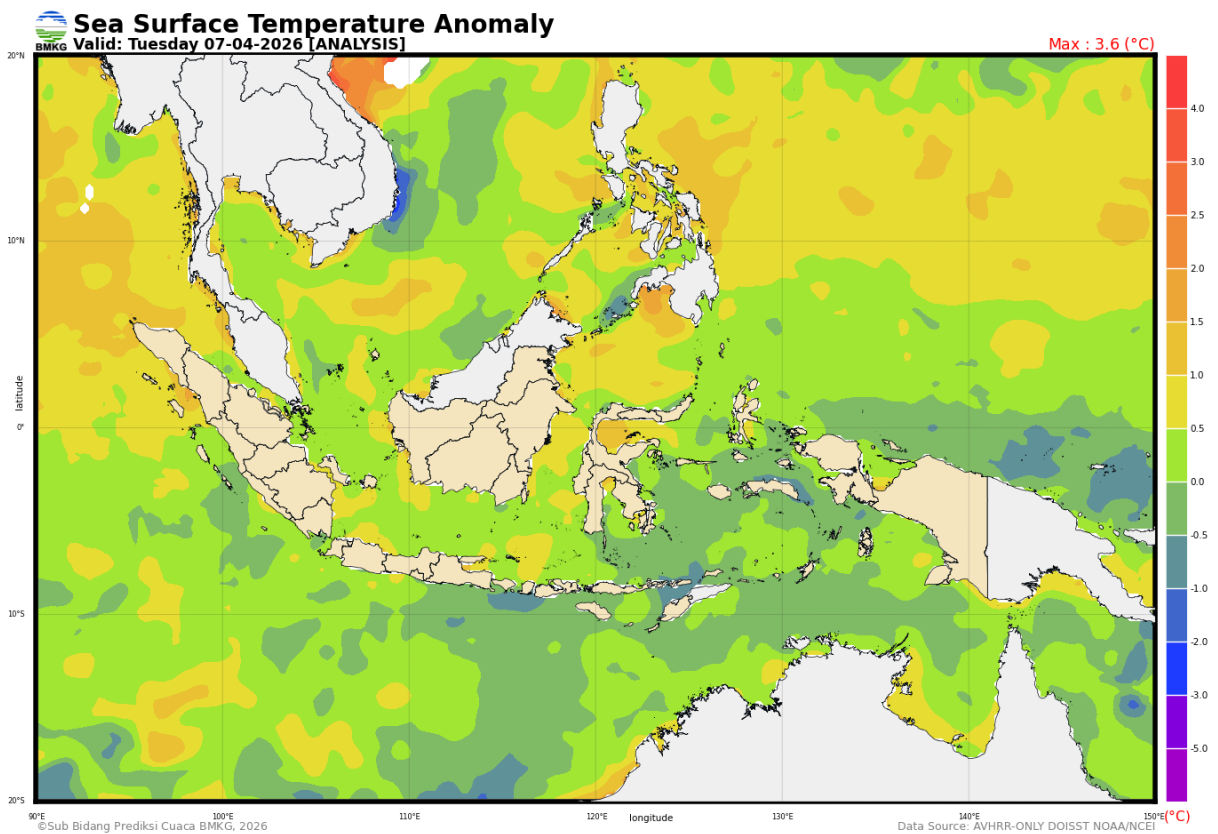 BMKG
Sea Surface Temperature Anomaly
Valid: Tuesday 07-04-2026 [ANALYSIS]
Max : 3.6 (°C)
20°N
10°N
0°
10°S
20°S
latitude
90°E
100°E
110°E
120°E
130°E
140°E
150°E
longitude
4.0
3.0
2.5
2.0
1.5
1.0
0.5
0.0
-0.5
-1.0
-2.0
-3.0
-5.0
(°C)
©Sub Bidang Prediksi Cuaca BMKG, 2026
Data Source: AVHRR-ONLY DOISST NOAA/NCEI